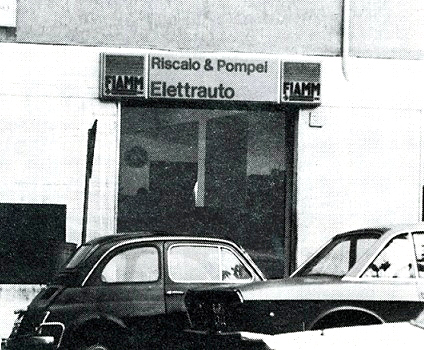 FIAMM
Riscalo & Pompei
Elettrauto
FIAMM